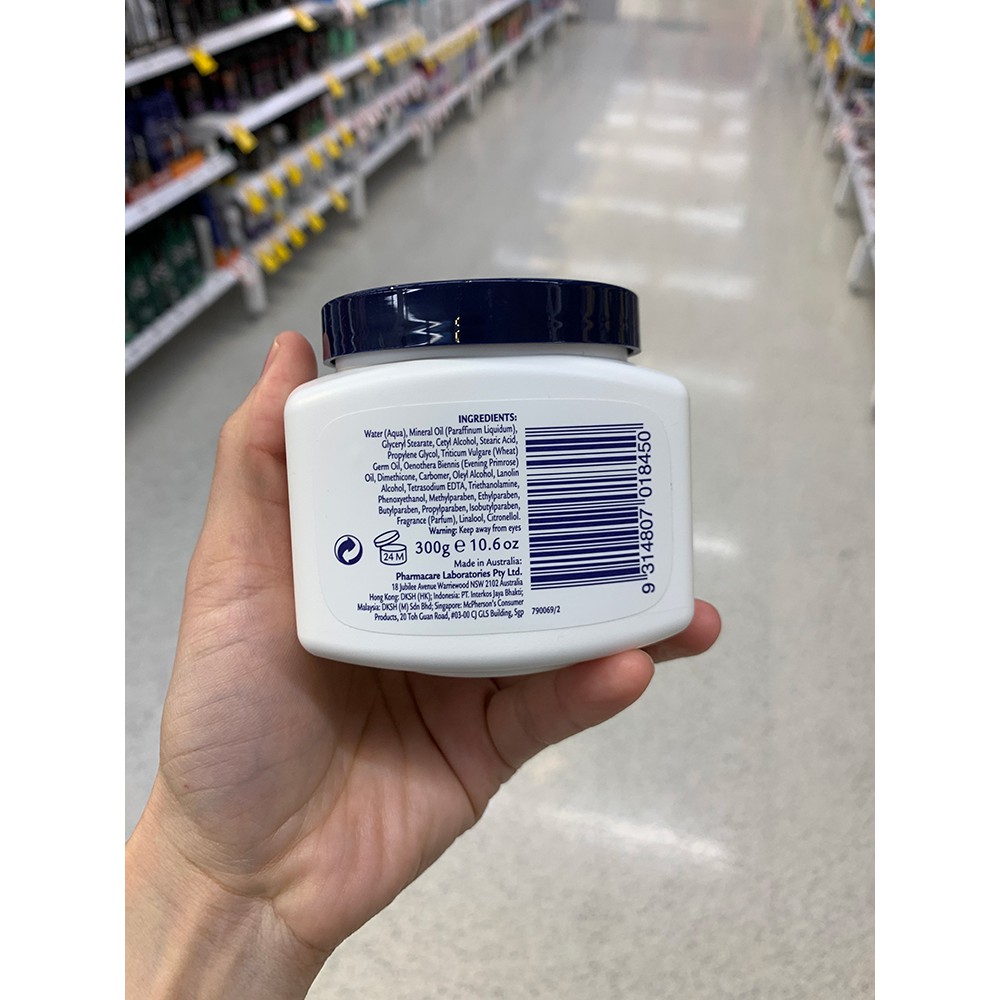 INGREDIENTS:
Water (Aqua), Mineral Oil (Paraffinum Liquidum),
Glyceryl Stearate, Cetyl Alcohol, Stearic Acid,
Propylene Glycol, Triticum Vulgare (Wheat)
Germ Oil, Oenothera Biennis (Evening Primrose)
Oil, Dimethicone, Carbomer, Oleyl Alcohol, Lanolin
Alcohol, Tetrasodium EDTA, Triethanolamine,
Phenoxyethanol, Methylparaben, Ethylparaben,
Butylparaben, Propylparaben, Isobutylparaben,
Fragrance (Parfum), Linalool, Citronellol.
Warning: Keep away from eyes
24 M
300g e 10.6 oz
Made in Australia:
Pharmacare Laboratories Pty Ltd.
18 Jubilee Avenue Warriewood NSW 2102 Australia
Hong Kong: DKSH (HK); Indonesia: PT. Interkos Jaya Bhakti;
Malaysia: DKSH (M) Sdn Bhd; Singapore: McPherson's Consumer
Products, 20 Toh Guan Road, #03-00 CJ GLS Building, Sgp
790069/2
9 314807 018450